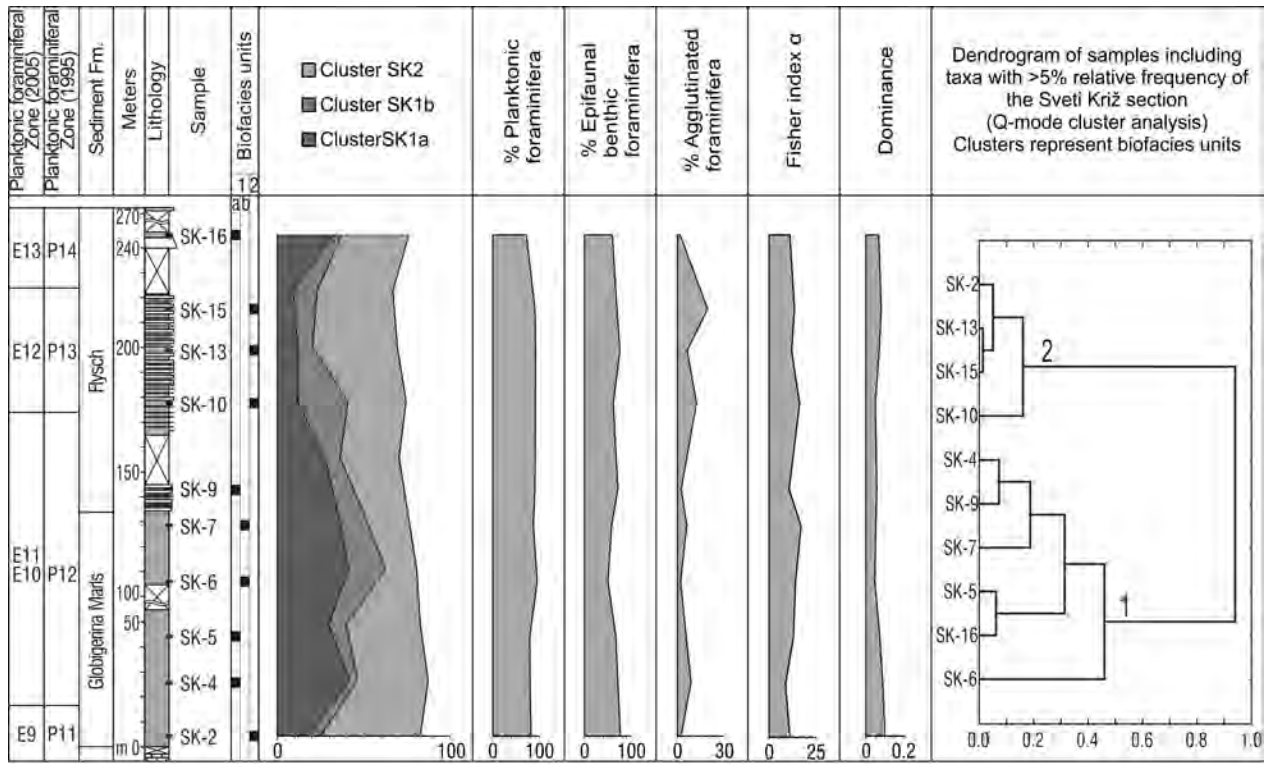 Planktonic foraminiferal
Zone (2005)
Planktonic foraminiferal
Zone (1995)
Sediment Fm.
Meters
Lithology
Sample
Biofacies units
1 2
a b
Cluster SK2
Cluster SK1b
ClusterSK1a
% Planktonic
foraminifera
% Epifaunal
benthic
foraminifera
% Agglutinated
foraminifera
Fisher index α
Dominance
Dendrogram of samples including
taxa with >5% relative frequency of
the Sveti Križ section
(Q-mode cluster analysis)
Clusters represent biofacies units
E13 P14
E12 P13
E11
E10 P12
E9 P11
Flysch
Globigerina Marls
270
240
200
150
100
50
m 0
SK-16
SK-15
SK-13
SK-10
SK-9
SK-7
SK-6
SK-5
SK-4
SK-2
0 100
0 100
0 100
0 30
0 25
0 0.2
SK-2
SK-13
SK-15
SK-10
SK-4
SK-9
SK-7
SK-5
SK-16
SK-6
2
1
0.0 0.2 0.4 0.6 0.8 1.0